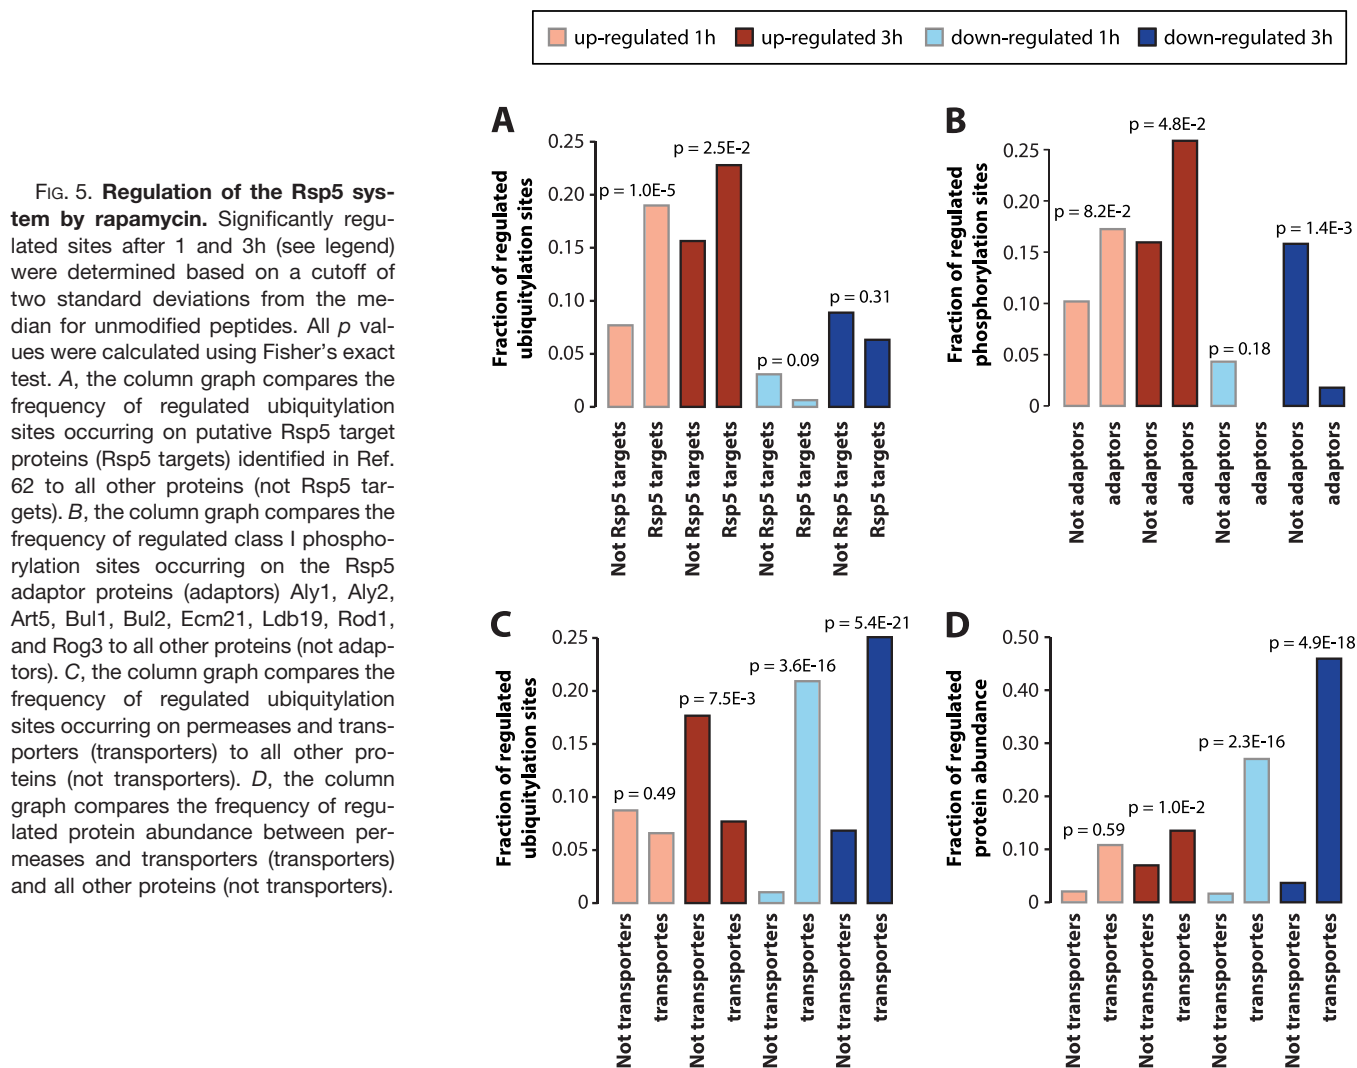 up-regulated 1h up-regulated 3h down-regulated 1h down-regulated 3h
FIG. 5. Regulation of the Rsp5 sys-
tem by rapamycin. Significantly regu-
lated sites after 1 and 3h (see legend)
were determined based on a cutoff of
two standard deviations from the me-
dian for unmodified peptides. All p val-
ues were calculated using Fisher's exact
test. A, the column graph compares the
frequency of regulated ubiquitylation
sites occurring on putative Rsp5 target
proteins (Rsp5 targets) identified in Ref.
62 to all other proteins (not Rsp5 tar-
gets). B, the column graph compares the
frequency of regulated class I phospho-
rylation sites occurring on the Rsp5
adaptor proteins (adaptors) Aly1, Aly2,
Art5, Bul1, Bul2, Ecm21, Ldb19, Rod1,
and Rog3 to all other proteins (not adap-
tors). C, the column graph compares the
frequency of regulated ubiquitylation
sites occurring on permeases and trans-
porters (transporters) to all other pro-
teins (not transporters). D, the column
graph compares the frequency of regu-
lated protein abundance between per-
meases and transporters (transporters)
and all other proteins (not transporters).
A
Fraction of regulated
ubiquitylation sites
0.25
0.20
0.15
0.10
0.05
0
p = 1.0E-5
p = 2.5E-2
p = 0.09
p = 0.31
Not Rsp5 targets
Rsp5 targets
Not Rsp5 targets
Rsp5 targets
Not Rsp5 targets
Rsp5 targets
Not Rsp5 targets
Rsp5 targets
B
Fraction of regulated
phosphorylation sites
0.25
0.20
0.15
0.10
0.05
0
p = 8.2E-2
p = 4.8E-2
p = 0.18
p = 1.4E-3
Not adaptors
adaptors
Not adaptors
adaptors
Not adaptors
adaptors
Not adaptors
adaptors
C
Fraction of regulated
ubiquitylation sites
0.25
0.20
0.15
0.10
0.05
0
p = 0.49
p = 7.5E-3
p = 3.6E-16
p = 5.4E-21
Not transporters
transportes
Not transporters
transportes
Not transporters
transportes
Not transporters
transportes
D
Fraction of regulated
protein abundance
0.50
0.40
0.30
0.20
0.10
0
p = 0.59
p = 1.0E-2
p = 2.3E-16
p = 4.9E-18
Not transporters
transportes
Not transporters
transportes
Not transporters
transportes
Not transporters
transportes